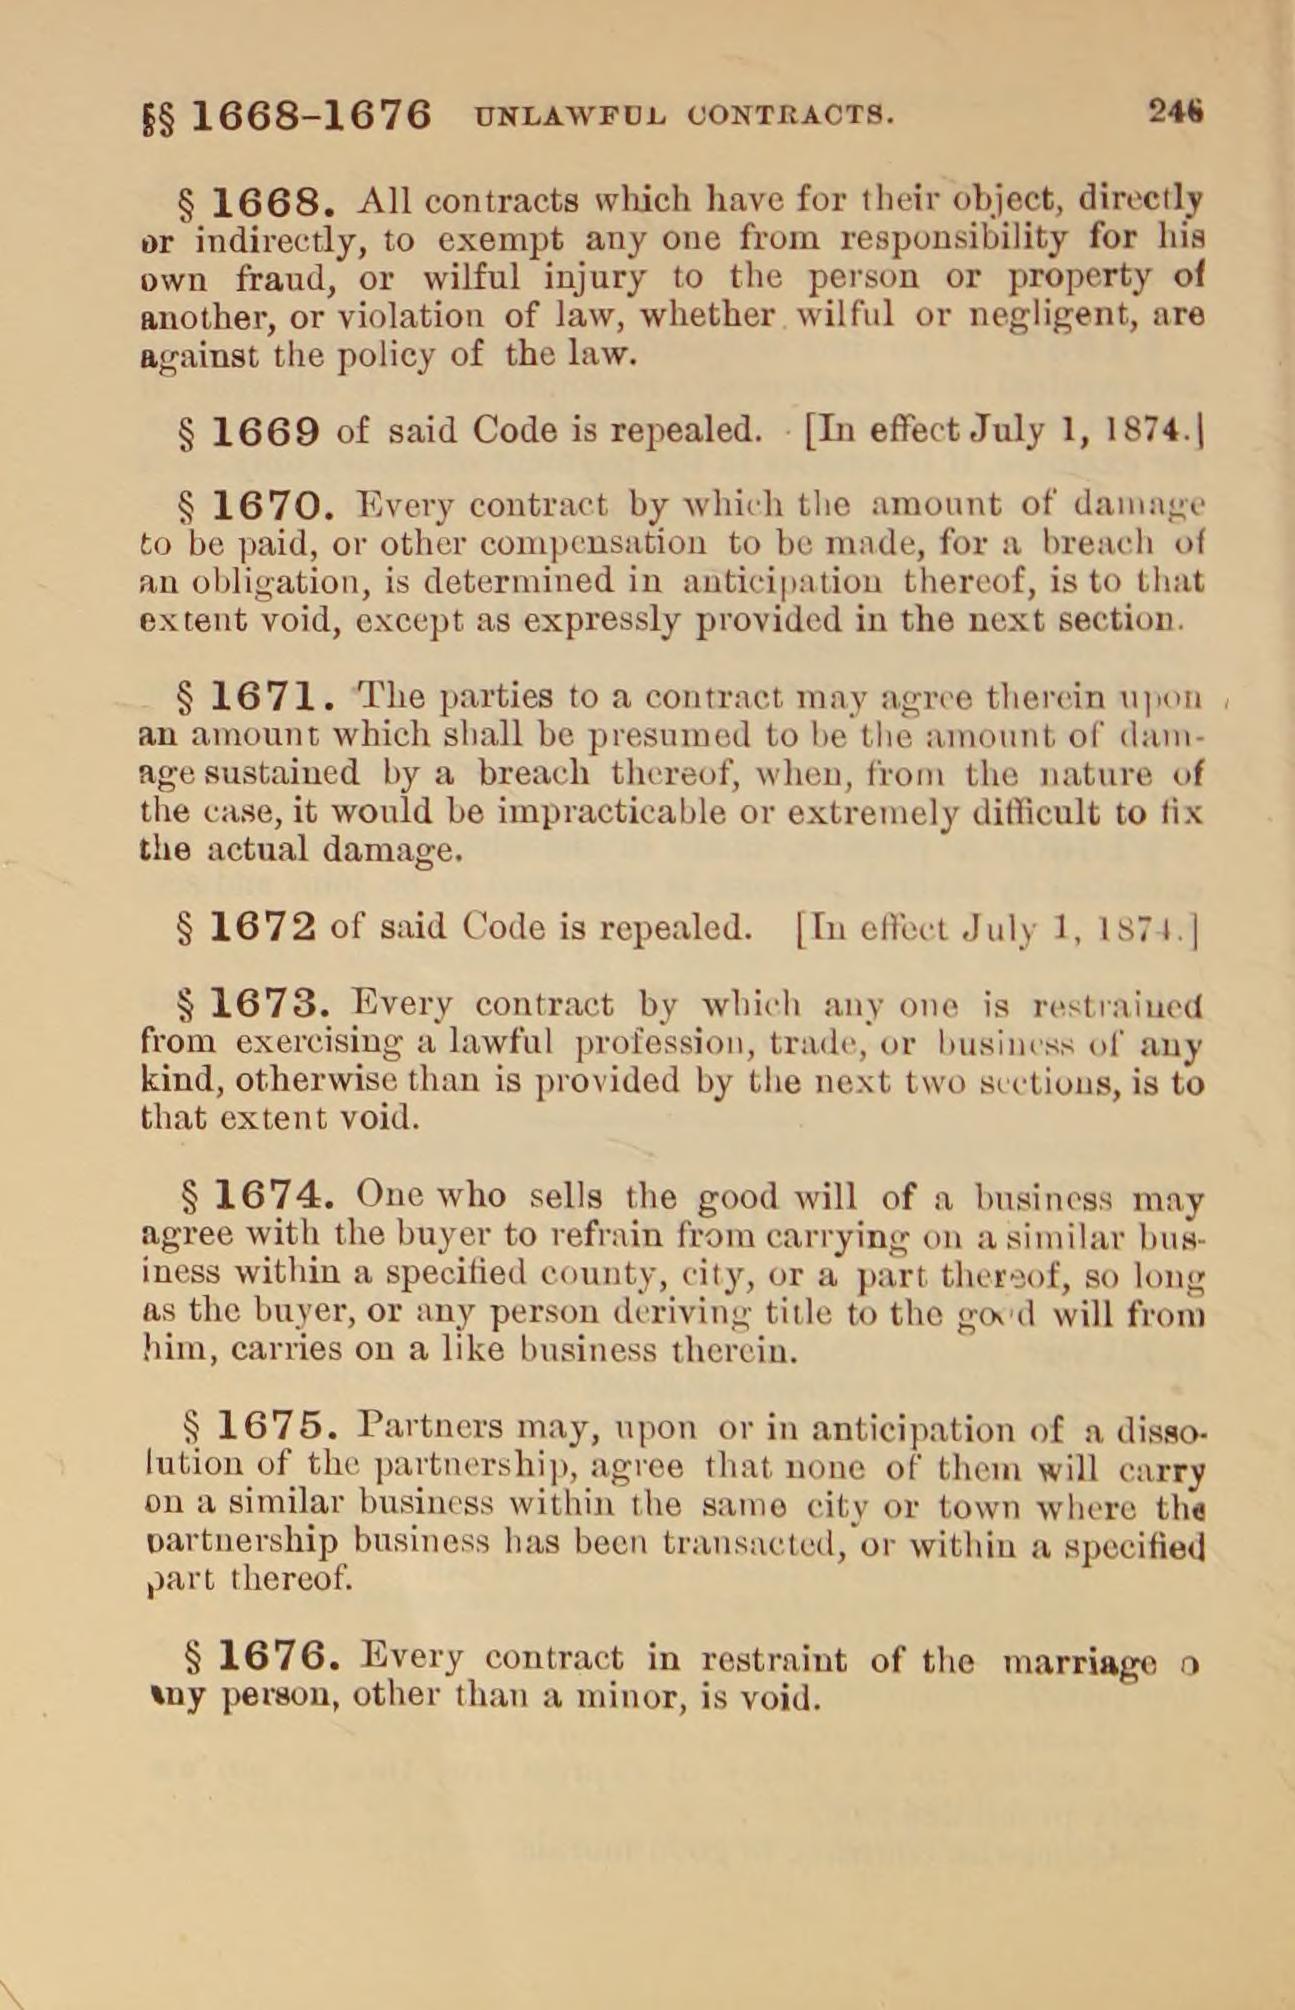 §§ 1668-1676 UNLAWFUL CONTRACTS. 246
§ 1668. All contracts which have for their object, directly
or indirectly, to exempt any one from responsibility for his
own fraud, or wilful injury to the person or property of
another, or violation of law, whether wilful or negligent, are
against the policy of the law.
§ 1669 of said Code is repealed. [In effect July 1, 1874.]
§ 1670. Every contract by which the amount of damage
to be paid, or other compensation to be made, for a breach of
an obligation, is determined in anticipation thereof, is to that
extent void, except as expressly provided in the next section.
§ 1671. The parties to a contract may agree therein upon
an amount which shall be presumed to be the amount of dam-
age sustained by a breach thereof, when, from the nature of
the case, it would be impracticable or extremely difficult to fix
the actual damage.
§ 1672 of said Code is repealed. [In effect July 1, 1874.]
§ 1673. Every contract by which any one is restrained
from exercising a lawful profession, trade, or business of any
kind, otherwise than is provided by the next two sections, is to
that extent void.
§ 1674. One who sells the good will of a business may
agree with the buyer to refrain from carrying on a similar bus-
iness within a specified county, city, or a part thereof, so long
as the buyer, or any person deriving title to the good will from
him, carries on a like business therein.
§ 1675. Partners may, upon or in anticipation of a disso-
lution of the partnership, agree that none of them will carry
on a similar business within the same city or town where the
partnership business has been transacted, or within a specified
part thereof.
§ 1676. Every contract in restraint of the marriage o
any person, other than a minor, is void.